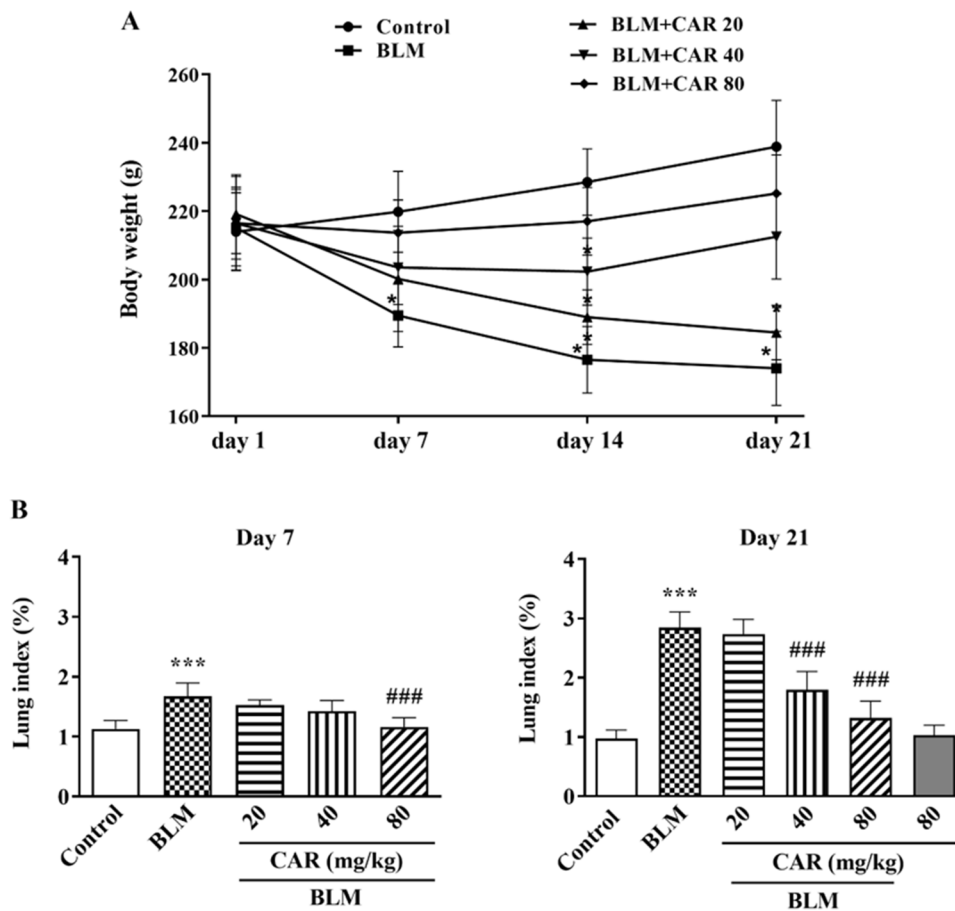 A
Control
BLM
BLM+CAR 20
BLM+CAR 40
BLM+CAR 80
Body weight (g)
260
240
220
200
180
160
* * * * * * *
day 1 day 7 day 14 day 21
B
Day 7
Lung index (%)
4
3
2
1
0
*** ###
Control BLM 20 40 80
CAR (mg/kg)
BLM
Day 21
Lung index (%)
4
3
2
1
0
*** ### ###
Control BLM 20 40 80 80
CAR (mg/kg)
BLM